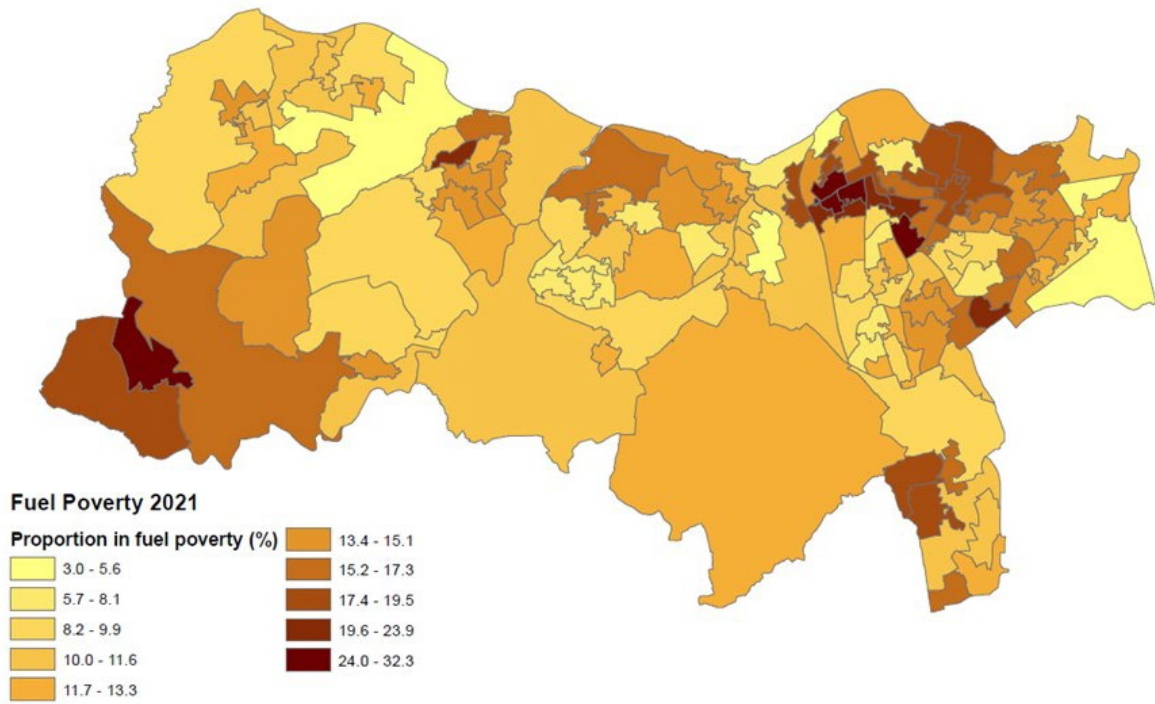 Fuel Poverty 2021
Proportion in fuel poverty (%)
3.0 - 5.6
5.7 - 8.1
8.2 - 9.9
10.0 - 11.6
11.7 - 13.3
13.4 - 15.1
15.2 - 17.3
17.4 - 19.5
19.6 - 23.9
24.0 - 32.3